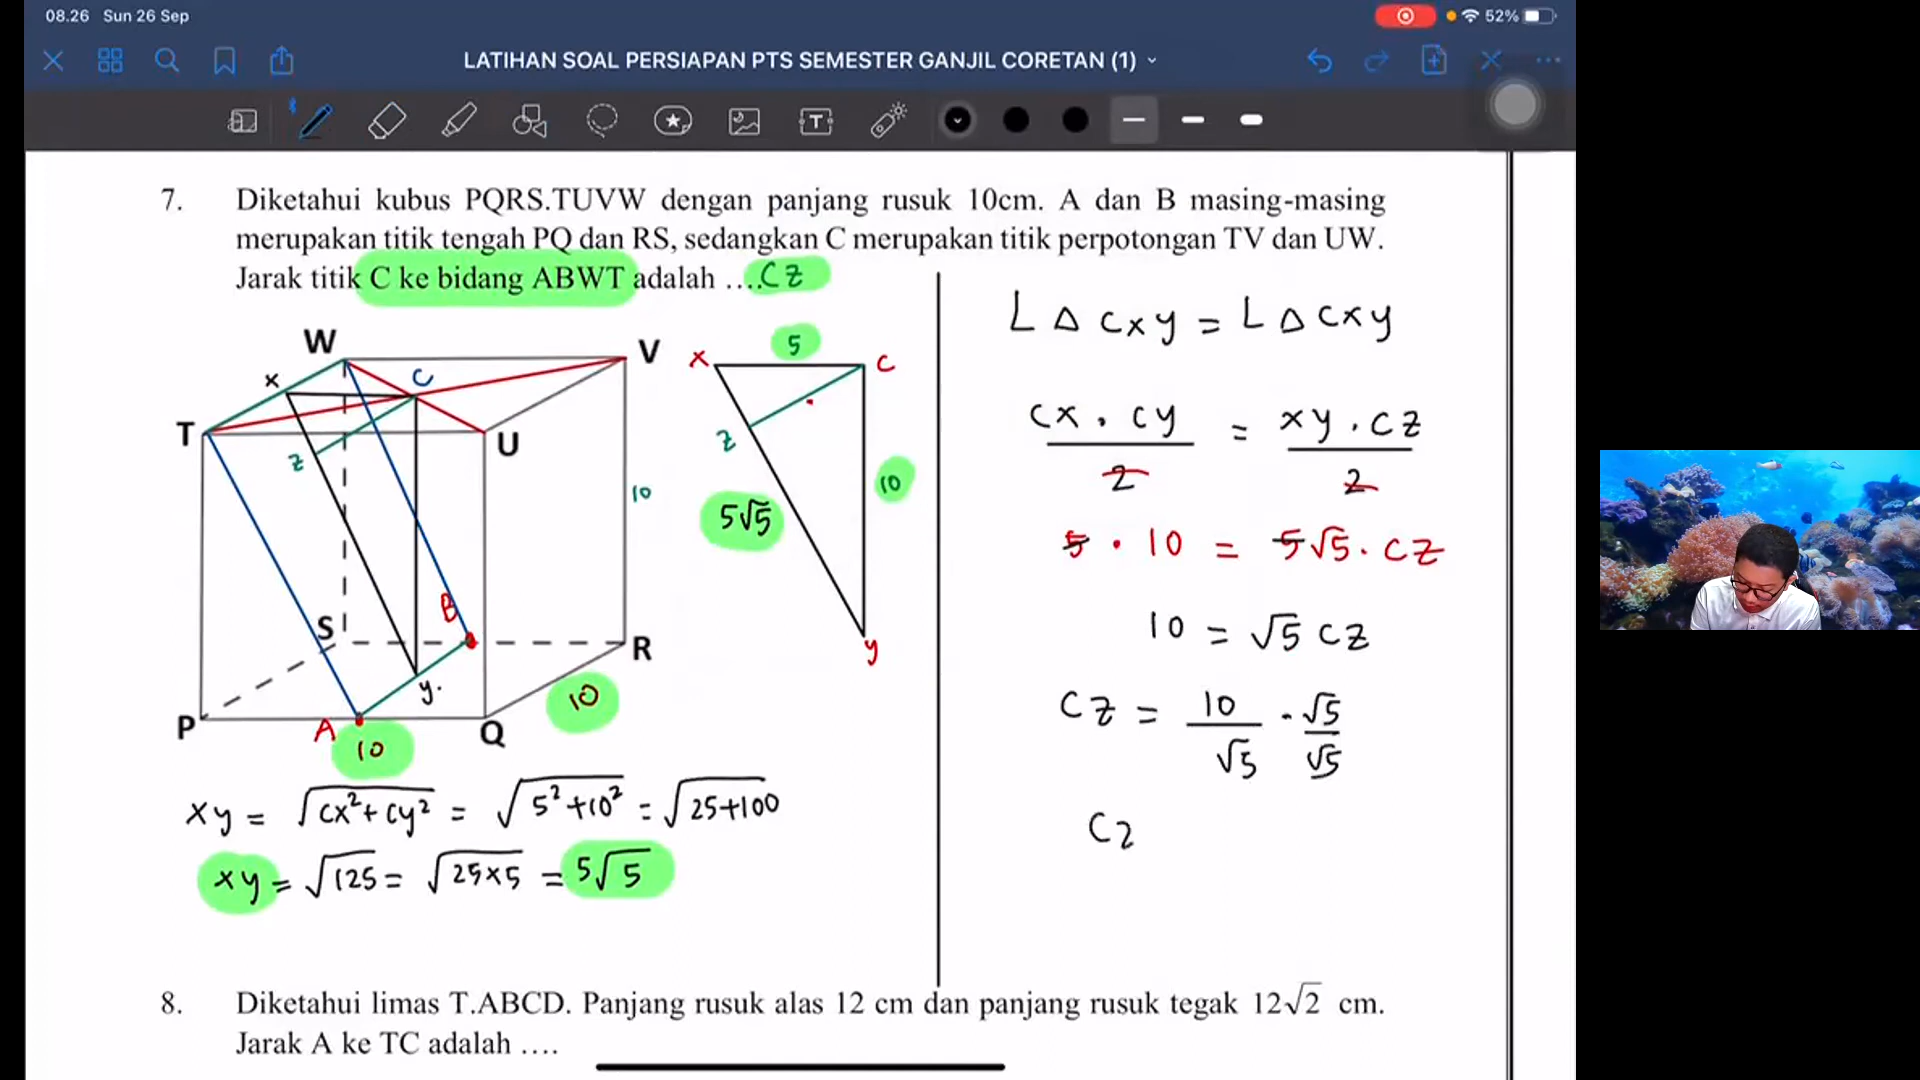 08.26 Sun 26 Sep
52%
LATIHAN SOAL PERSIAPAN PTS SEMESTER GANJIL CORETAN (1)
7. Diketahui kubus PQRS.TUVW dengan panjang rusuk 10cm. A dan B masing-masing
merupakan titik tengah PQ dan RS, sedangkan C merupakan titik perpotongan TV dan UW.
Jarak titik C ke bidang ABWT adalah .... CZ
W
V
x
C
T
U
z
10
S
B
R
y.
P
A
Q
10
10
x
5
C
z
10
5√5
y
xy = √(cx²+cy²) = √(5²+10²) = √(25+100)
xy = √125 = √(25×5) = 5√5
L △ cxy = L △ cxy
cx . cy / 2 = xy . cz / 2
5 . 10 = 5√5 . cz
10 = √5 cz
cz = 10/√5 . √5/√5
cz
8. Diketahui limas T.ABCD. Panjang rusuk alas 12 cm dan panjang rusuk tegak 12√2 cm.
Jarak A ke TC adalah ....